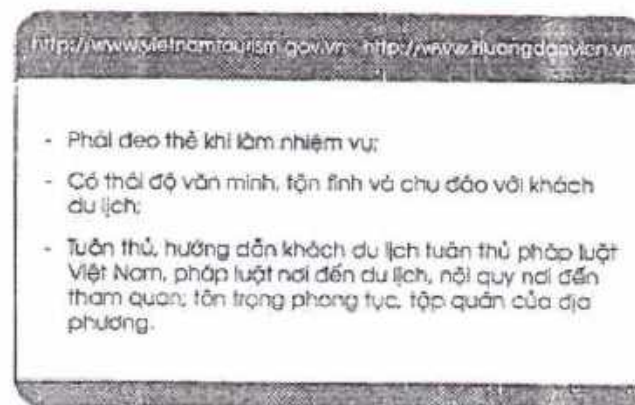 http://www.vietnamtourism.gov.vn - http://www.huongdanvien.vn
- Phải đeo thẻ khi làm nhiệm vụ;
- Có thái độ văn minh, tận tình và chu đáo với khách
du lịch;
- Tuân thủ, hướng dẫn khách du lịch tuân thủ pháp luật
Việt Nam, pháp luật nơi đến du lịch, nội quy nơi đến
tham quan; tôn trọng phong tục, tập quán của địa
phương.